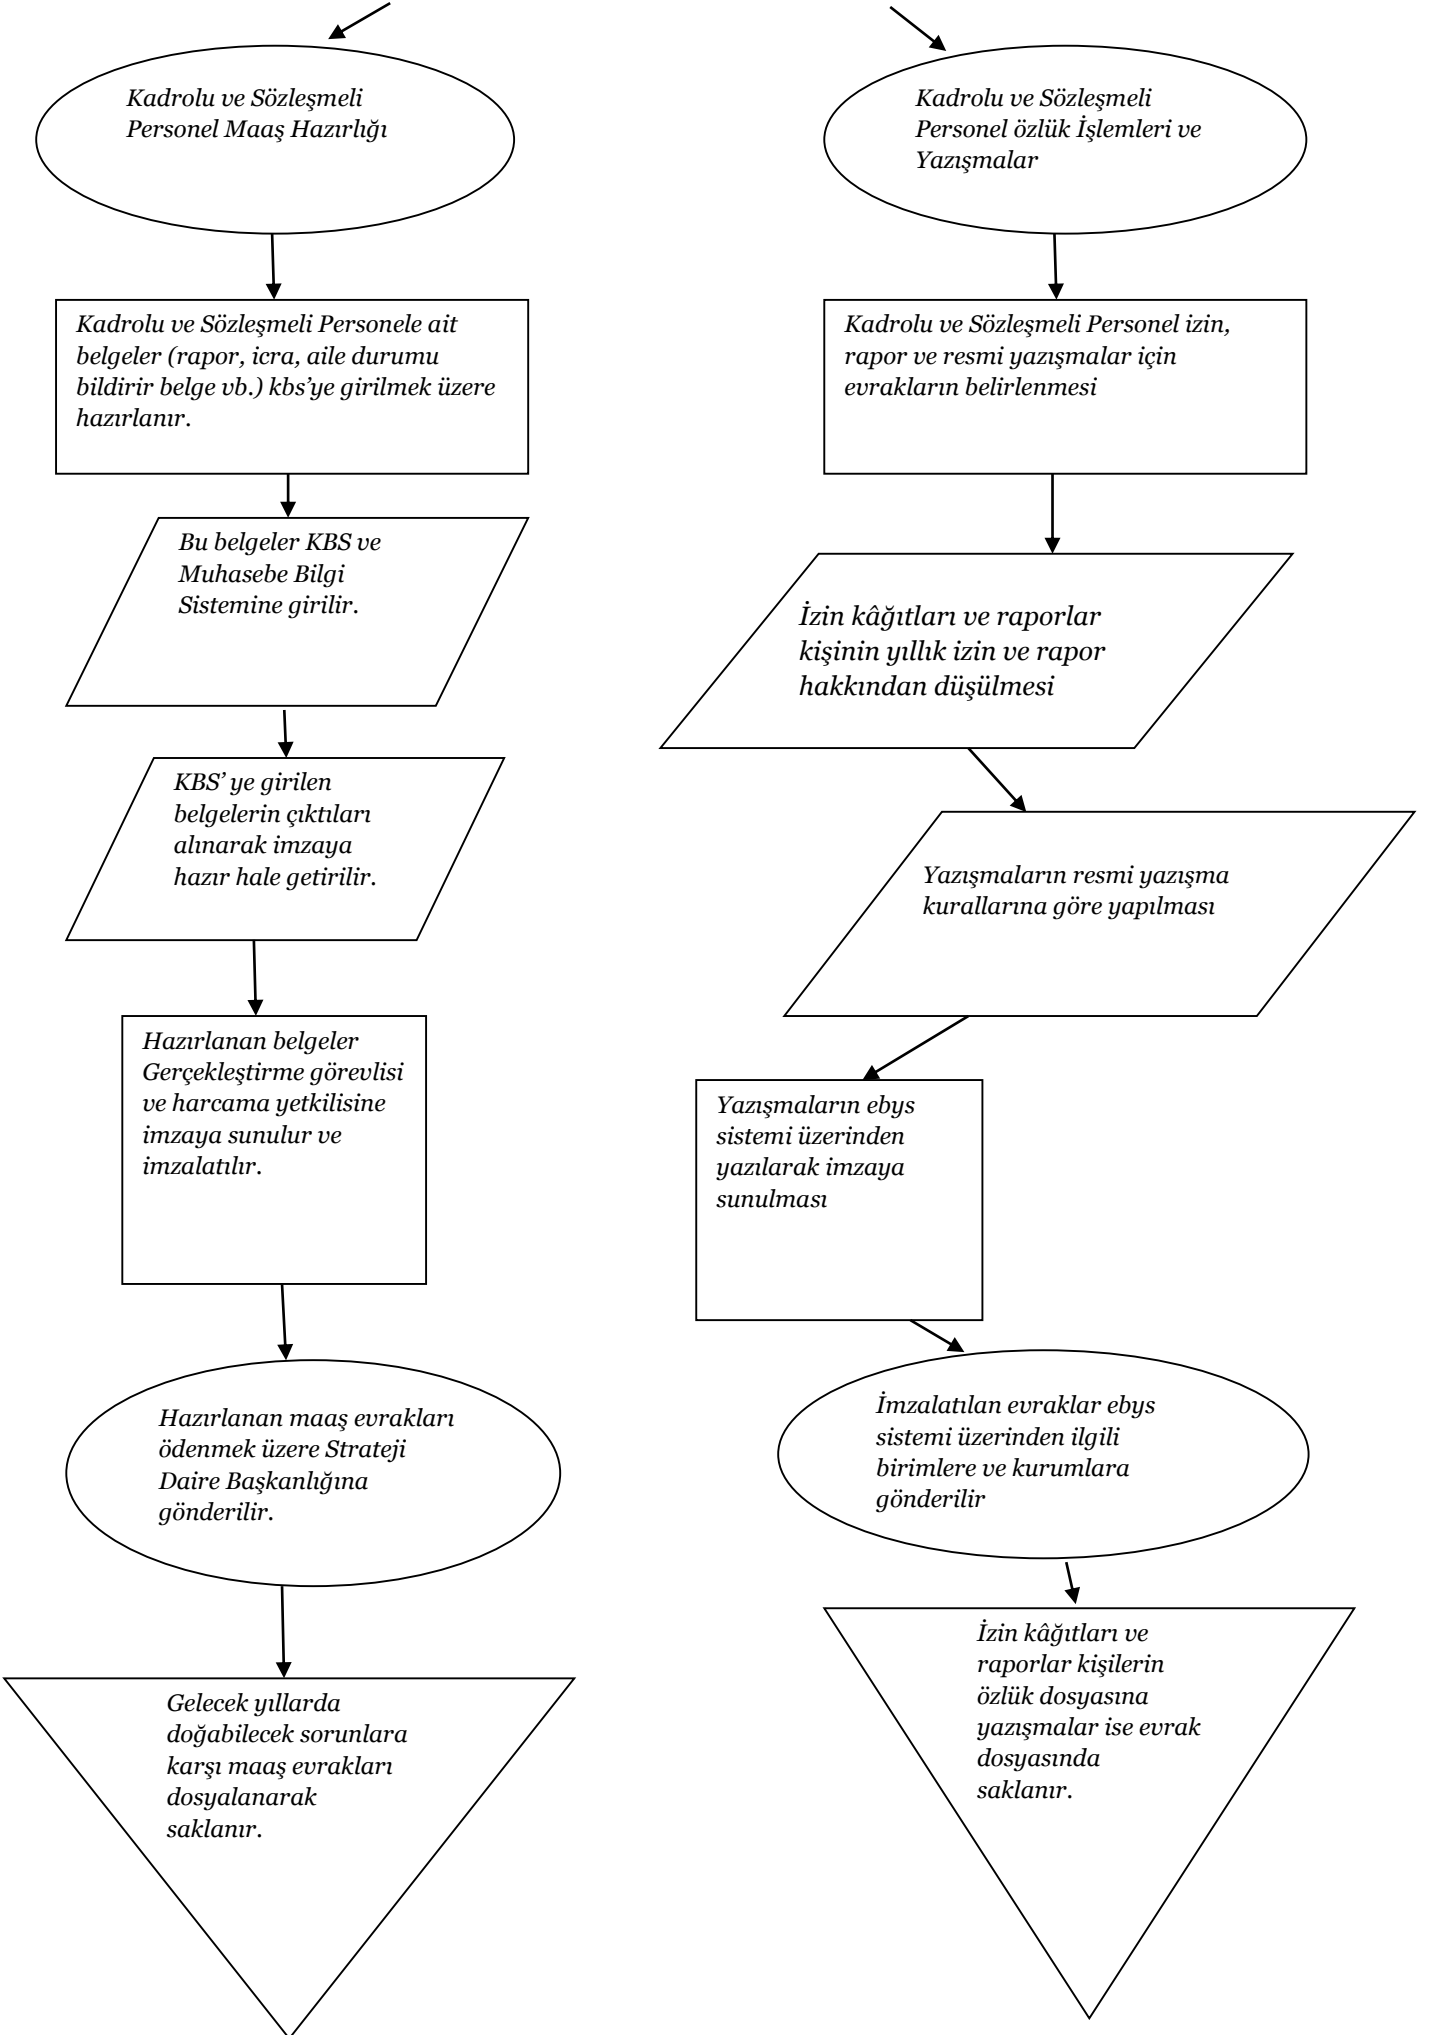 Kadrolu ve Sözleşmeli
Personel Maaş Hazırlığı
Kadrolu ve Sözleşmeli Personele ait
belgeler (rapor, icra, aile durumu
bildirir belge vb.) kbs’ye girilmek üzere
hazırlanır.
Bu belgeler KBS ve
Muhasebe Bilgi
Sistemine girilir.
KBS’ ye girilen
belgelerin çıktıları
alınarak imzaya
hazır hale getirilir.
Hazırlanan belgeler
Gerçekleştirme görevlisi
ve harcama yetkilisine
imzaya sunulur ve
imzalatılır.
Hazırlanan maaş evrakları
ödenmek üzere Strateji
Daire Başkanlığına
gönderilir.
Gelecek yıllarda
doğabilecek sorunlara
karşı maaş evrakları
dosyalanarak
saklanır.
Kadrolu ve Sözleşmeli
Personel özlük İşlemleri ve
Yazışmalar
Kadrolu ve Sözleşmeli Personel izin,
rapor ve resmi yazışmalar için
evrakların belirlenmesi
İzin kâğıtları ve raporlar
kişinin yıllık izin ve rapor
hakkından düşülmesi
Yazışmaların resmi yazışma
kurallarına göre yapılması
Yazışmaların ebys
sistemi üzerinden
yazılarak imzaya
sunulması
İmzalatılan evraklar ebys
sistemi üzerinden ilgili
birimlere ve kurumlara
gönderilir
İzin kâğıtları ve
raporlar kişilerin
özlük dosyasına
yazışmalar ise evrak
dosyasında
saklanır.